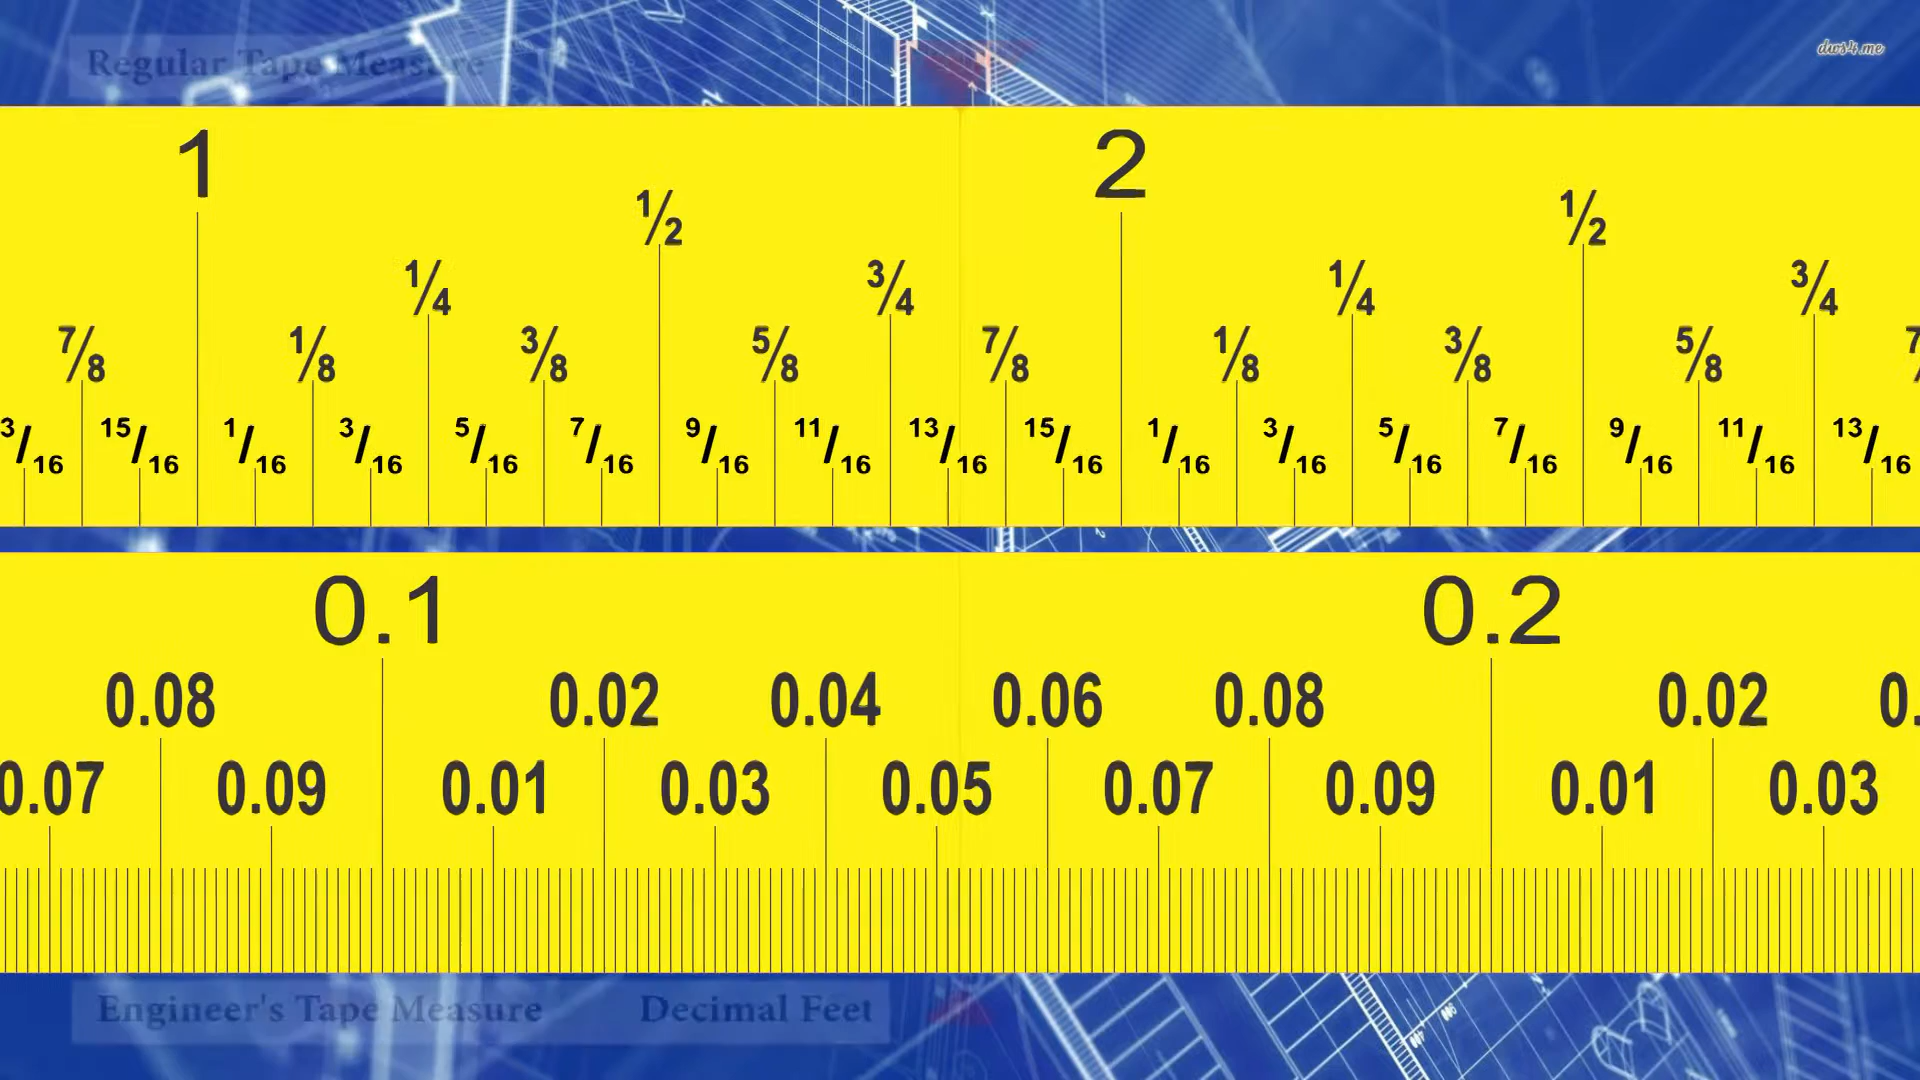 Regular Tape Measure
dws4.me
1 2
1/2 1/2
1/4 3/4 1/4 3/4
7/8 1/8 3/8 5/8 7/8 1/8 3/8 5/8 7/
3/16 15/16 1/16 3/16 5/16 7/16 9/16 11/16 13/16 15/16 1/16 3/16 5/16 7/16 9/16 11/16 13/16
0.1 0.2
0.08 0.02 0.04 0.06 0.08 0.02 0.
0.07 0.09 0.01 0.03 0.05 0.07 0.09 0.01 0.03
Engineer's Tape Measure Decimal Feet